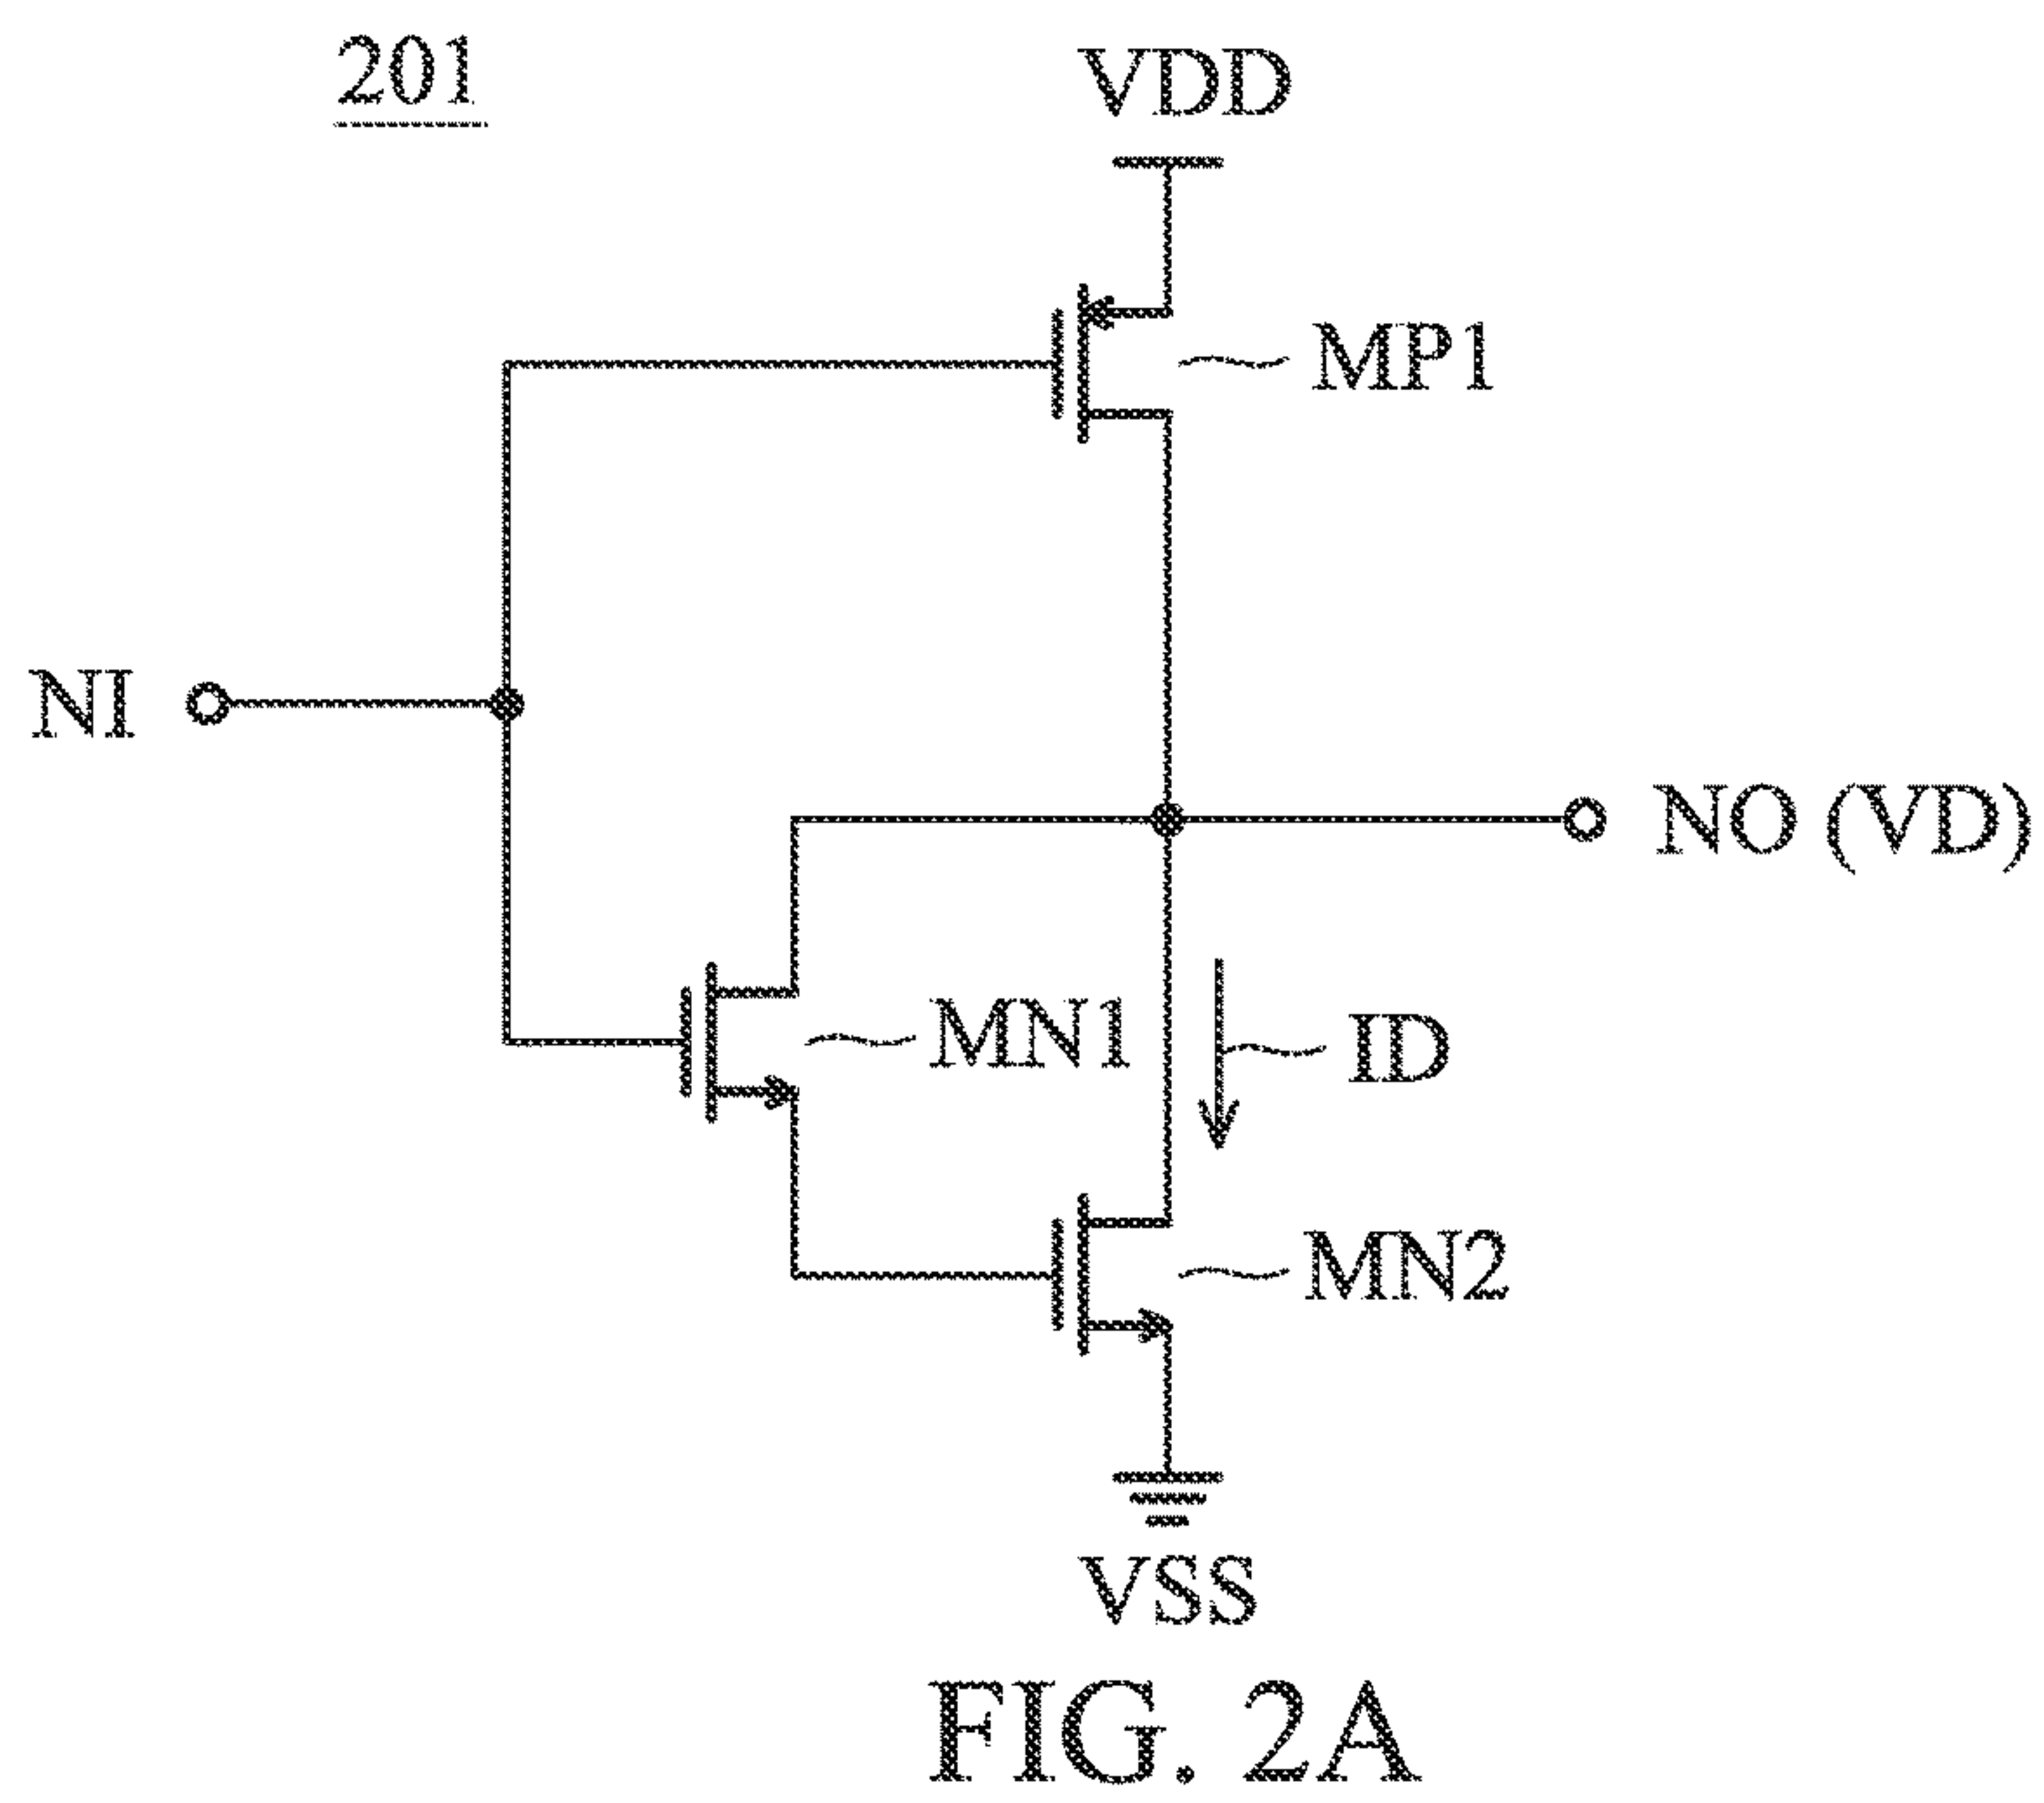 201
VDD
MP1
NI
NO (VD)
MN1
ID
MN2
VSS
FIG. 2A